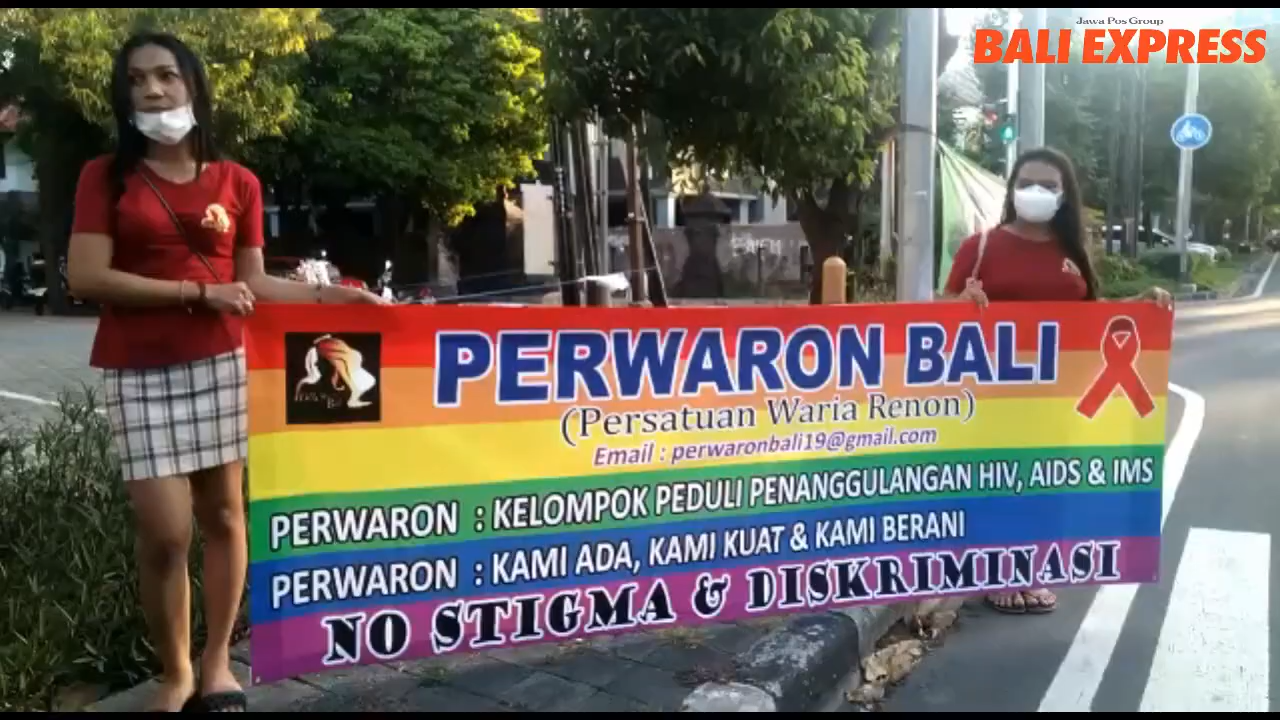 Jawa Pos Group
BALI EXPRESS
PERWARON BALI
(Persatuan Waria Renon)
Email : perwaronbali19@gmail.com
PERWARON : KELOMPOK PEDULI PENANGGULANGAN HIV, AIDS & IMS
PERWARON : KAMI ADA, KAMI KUAT & KAMI BERANI
NO STIGMA & DISKRIMINASI